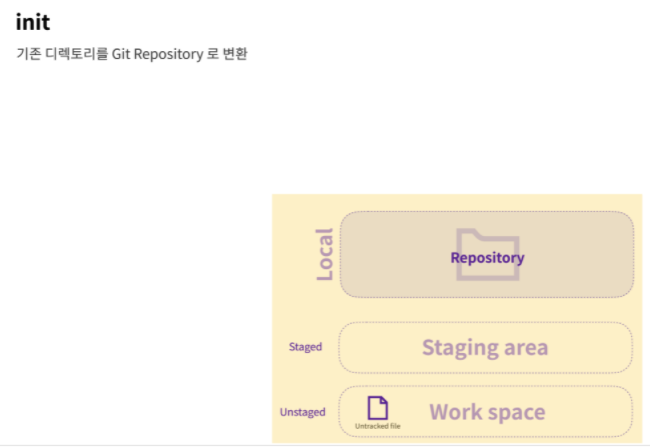 init
기존 디렉토리를 Git Repository 로 변환
Local
Repository
Staged
Staging area
Unstaged
Untracked file
Work space